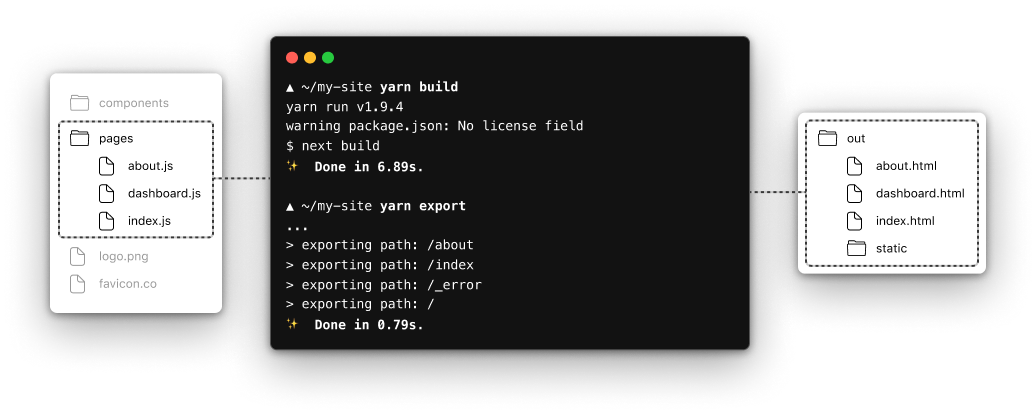 components
pages
about.js
dashboard.js
index.js
logo.png
favicon.co
▲ ~/my-site yarn build
yarn run v1.9.4
warning package.json: No license field
$ next build
✨ Done in 6.89s.
▲ ~/my-site yarn export
...
> exporting path: /about
> exporting path: /index
> exporting path: /_error
> exporting path: /
✨ Done in 0.79s.
out
about.html
dashboard.html
index.html
static